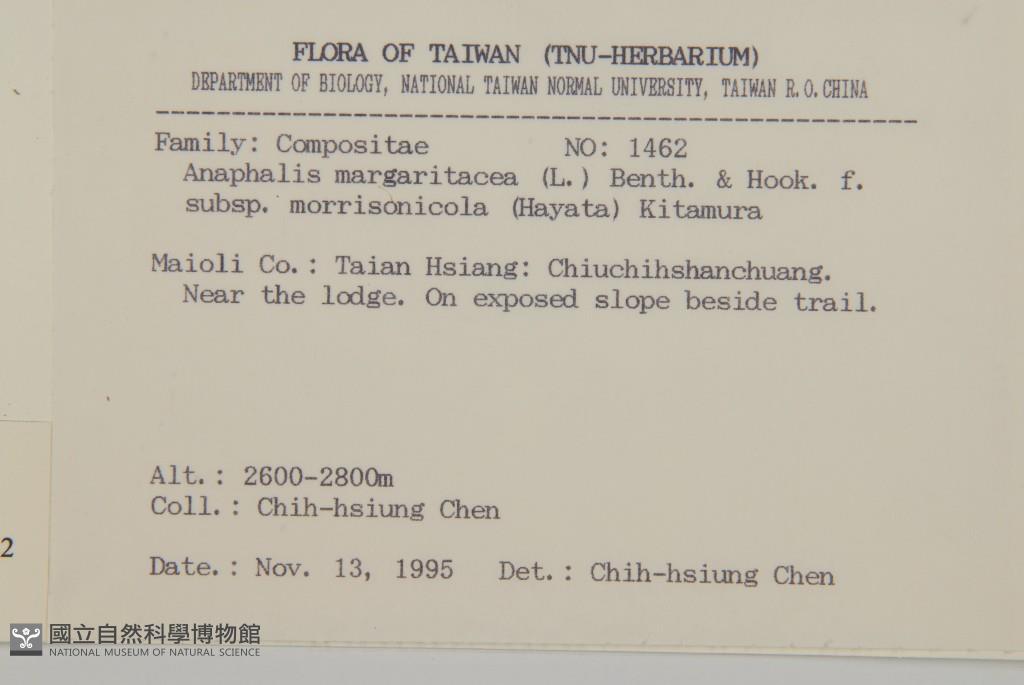 FLORA OF TAIWAN (TNU-HERBARIUM)
DEPARTMENT OF BIOLOGY, NATIONAL TAIWAN NORMAL UNIVERSITY, TAIWAN R.O.CHINA
Family: Compositae NO: 1462
Anaphalis margaritacea (L.) Benth. & Hook. f.
subsp. morrisonicola (Hayata) Kitamura
Maioli Co.: Taian Hsiang: Chiuchihshanchuang.
Near the lodge. On exposed slope beside trail.
Alt.: 2600-2800m
Coll.: Chih-hsiung Chen
2
Date.: Nov. 13, 1995 Det.: Chih-hsiung Chen
國立自然科學博物館
NATIONAL MUSEUM OF NATURAL SCIENCE